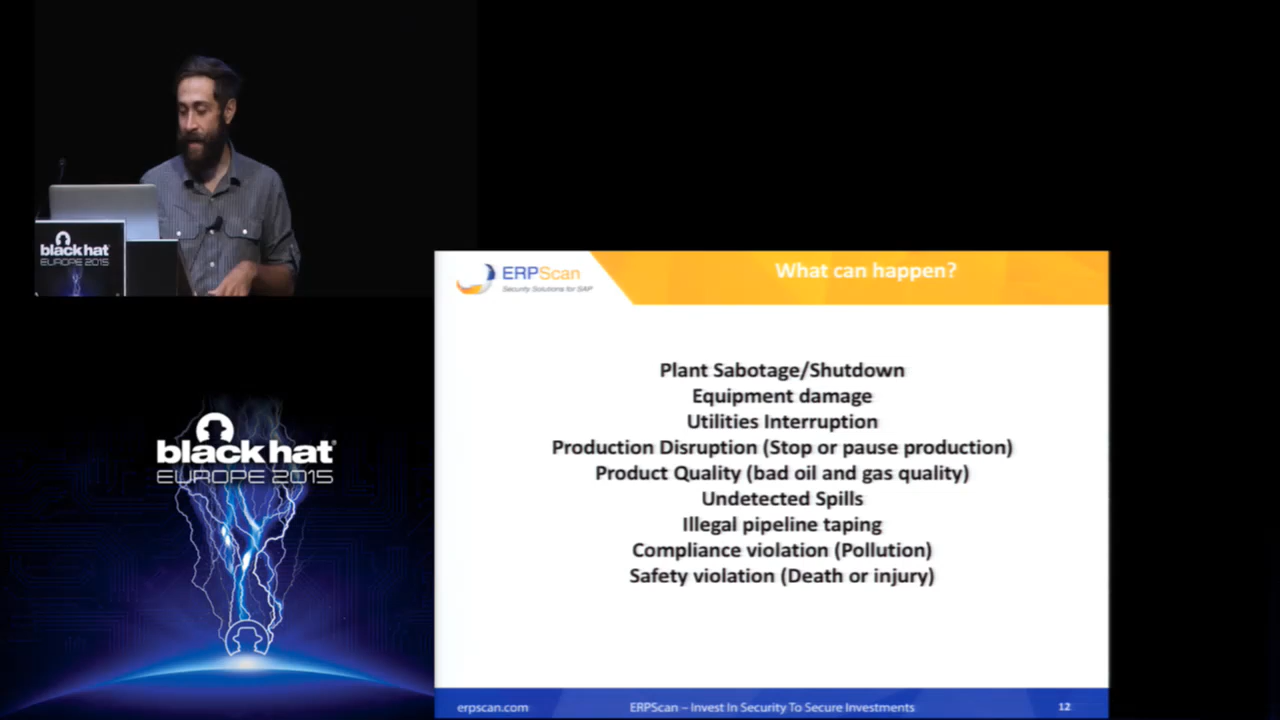 black hat
EUROPE 2015
black hat
EUROPE 2015
ERPScan
Security Solutions for SAP
What can happen?
Plant Sabotage/Shutdown
Equipment damage
Utilities Interruption
Production Disruption (Stop or pause production)
Product Quality (bad oil and gas quality)
Undetected Spills
Illegal pipeline taping
Compliance violation (Pollution)
Safety violation (Death or injury)
erpscan.com
ERPScan – Invest In Security To Secure Investments
12